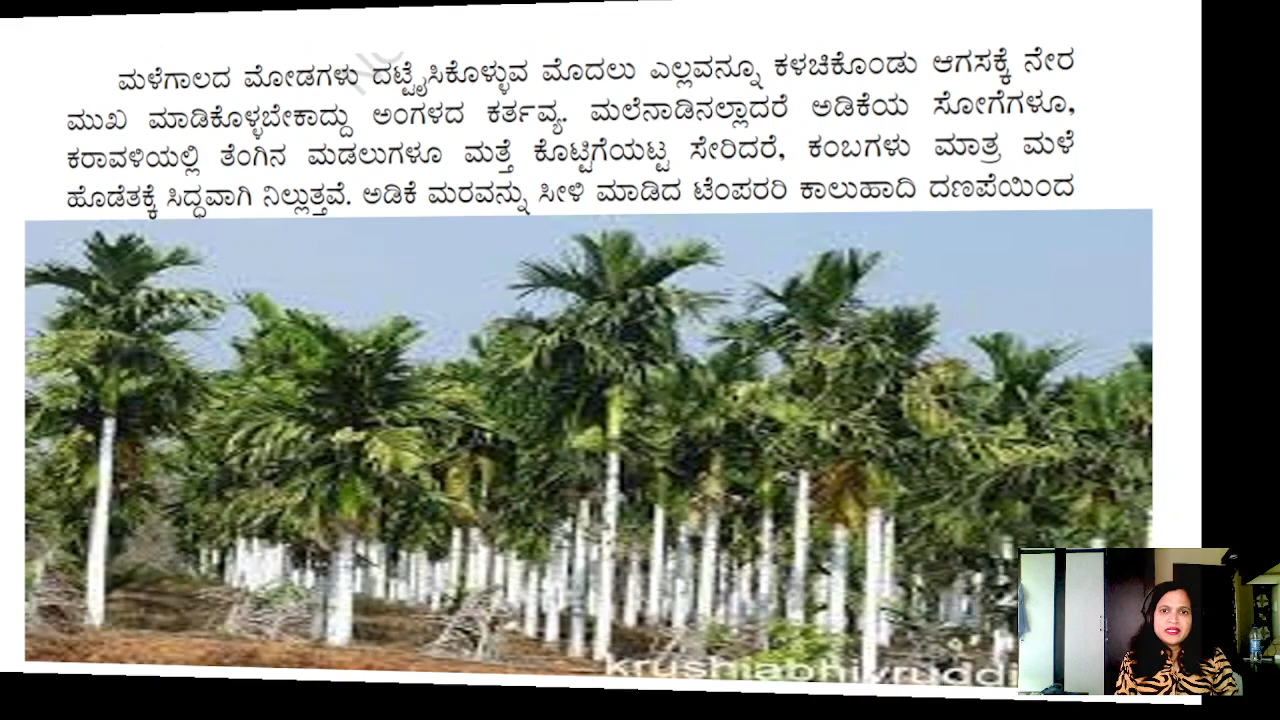 ಮಳೆಗಾಲದ ಮೋಡಗಳು ದಟ್ಟೈಸಿಕೊಳ್ಳುವ ಮೊದಲು ಎಲ್ಲವನ್ನೂ ಕಳಚಿಕೊಂಡು ಆಗಸಕ್ಕೆ ನೇರ
ಮುಖ ಮಾಡಿಕೊಳ್ಳಬೇಕಾದ್ದು ಅಂಗಳದ ಕರ್ತವ್ಯ. ಮಲೆನಾಡಿನಲ್ಲಾದರೆ ಅಡಿಕೆಯ ಸೋಗೆಗಳೂ,
ಕರಾವಳಿಯಲ್ಲಿ ತೆಂಗಿನ ಮಡಲುಗಳೂ ಮತ್ತೆ ಕೊಟ್ಟಿಗೆಯಟ್ಟ ಸೇರಿದರೆ, ಕಂಬಗಳು ಮಾತ್ರ ಮಳೆ
ಹೊಡೆತಕ್ಕೆ ಸಿದ್ಧವಾಗಿ ನಿಲ್ಲುತ್ತವೆ. ಅಡಿಕೆ ಮರವನ್ನು ಸೀಳಿ ಮಾಡಿದ ಟೆಂಪರರಿ ಕಾಲುಹಾದಿ ದಣಪೆಯಿಂದ
krushiabhivruddi